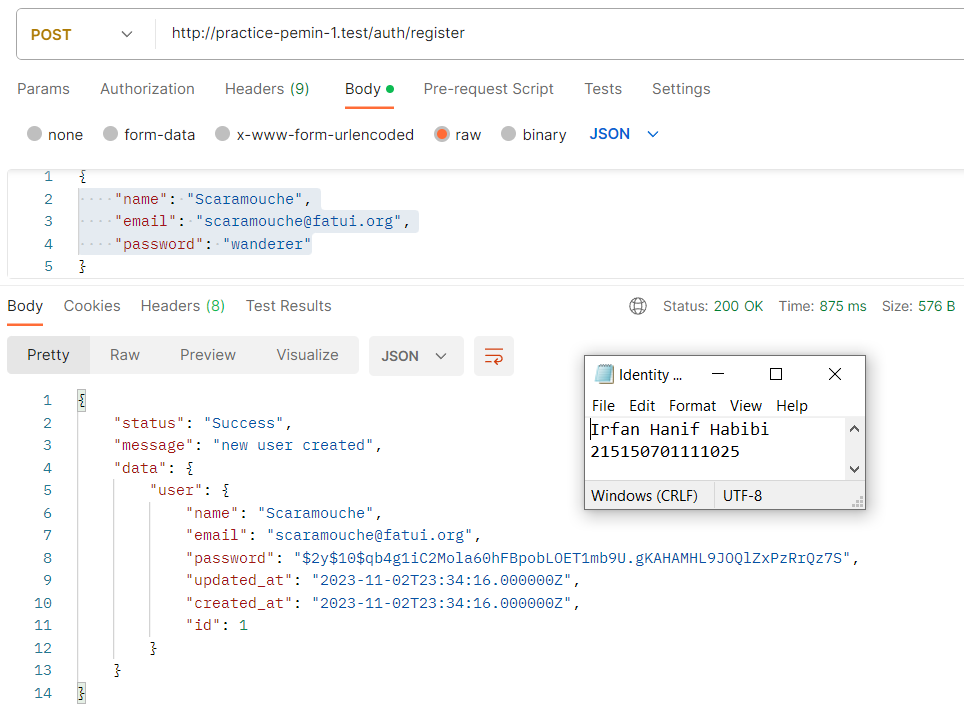 POST http://practice-pemin-1.test/auth/register
Params Authorization Headers (9) Body Pre-request Script Tests Settings
none form-data x-www-form-urlencoded raw binary JSON
1 {
2 "name": "Scaramouche",
3 "email": "scaramouche@fatui.org",
4 "password": "wanderer"
5 }
Body Cookies Headers (8) Test Results Status: 200 OK Time: 875 ms Size: 576 B
Pretty Raw Preview Visualize JSON
1 {
2 "status": "Success",
3 "message": "new user created",
4 "data": {
5 "user": {
6 "name": "Scaramouche",
7 "email": "scaramouche@fatui.org",
8 "password": "$2y$10$qb4g1iC2Mola60hFBpobLOET1mb9U.gKAHAMHL9JOQlZxPzRrQz7S",
9 "updated_at": "2023-11-02T23:34:16.000000Z",
10 "created_at": "2023-11-02T23:34:16.000000Z",
11 "id": 1
12 }
13 }
14 }
Identity ...
File Edit Format View Help
Irfan Hanif Habibi
215150701111025
Windows (CRLF) UTF-8